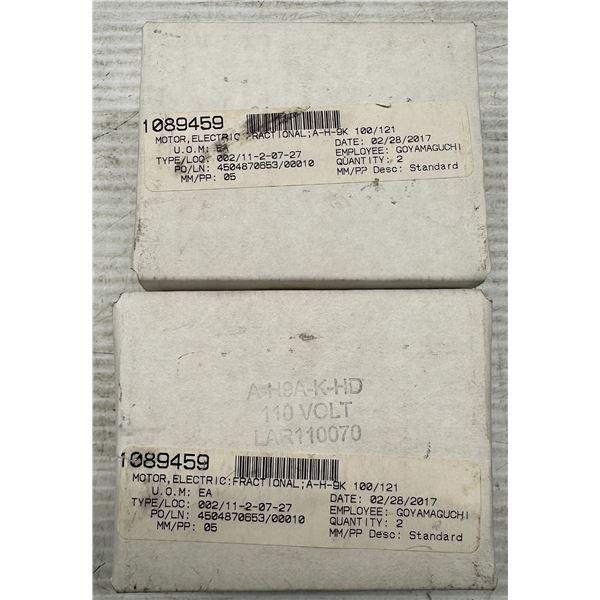 1089459
MOTOR,ELECTRIC:FRACTIONAL;A-H-9K 100/121
U.O.M: EA DATE: 02/28/2017
TYPE/LOC: 002/11-2-07-27 EMPLOYEE: GOYAMAGUCHI
PO/LN: 4504870653/00010 QUANTITY: 2
MM/PP: 05 MM/PP Desc: Standard
A-H9A-K-HD
110 VOLT
LAR110070
1089459
MOTOR,ELECTRIC:FRACTIONAL;A-H-9K 100/121
U.O.M: EA DATE: 02/28/2017
TYPE/LOC: 002/11-2-07-27 EMPLOYEE: GOYAMAGUCHI
PO/LN: 4504870653/00010 QUANTITY: 2
MM/PP: 05 MM/PP Desc: Standard